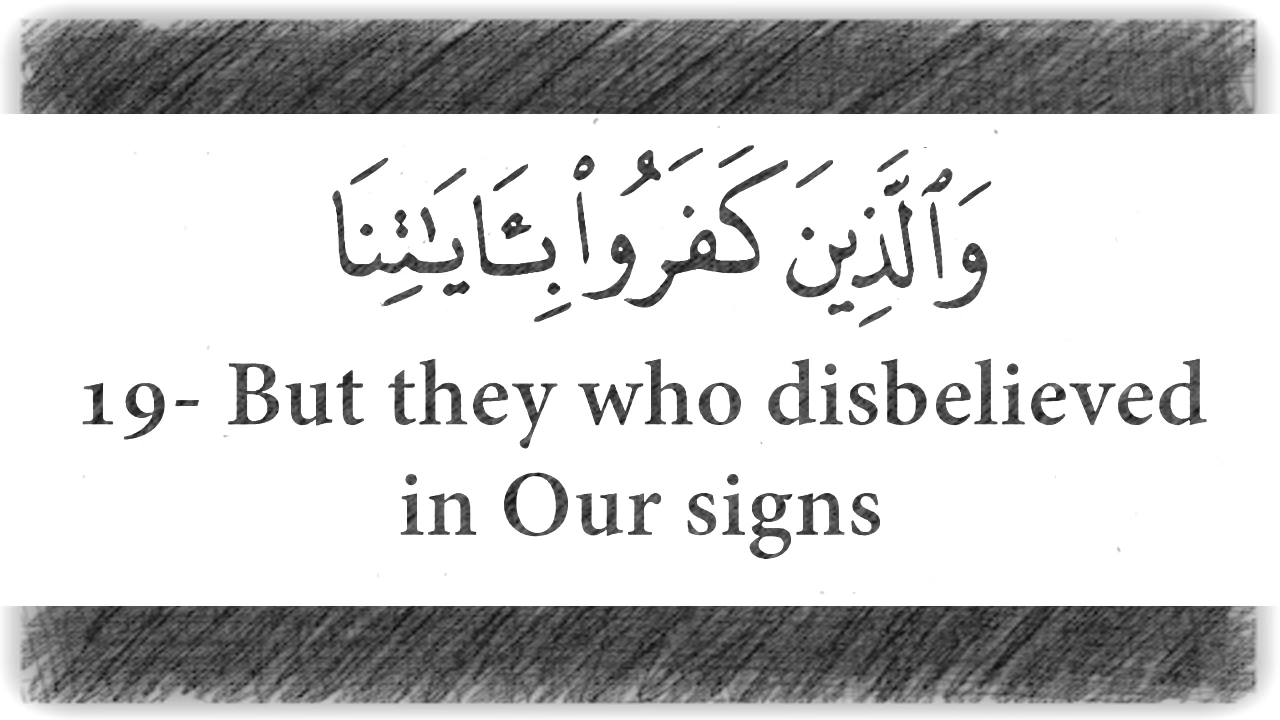 وَٱلَّذِينَ كَفَرُوا۟ بِـَٔايَـٰتِنَا
19- But they who disbelieved
in Our signs